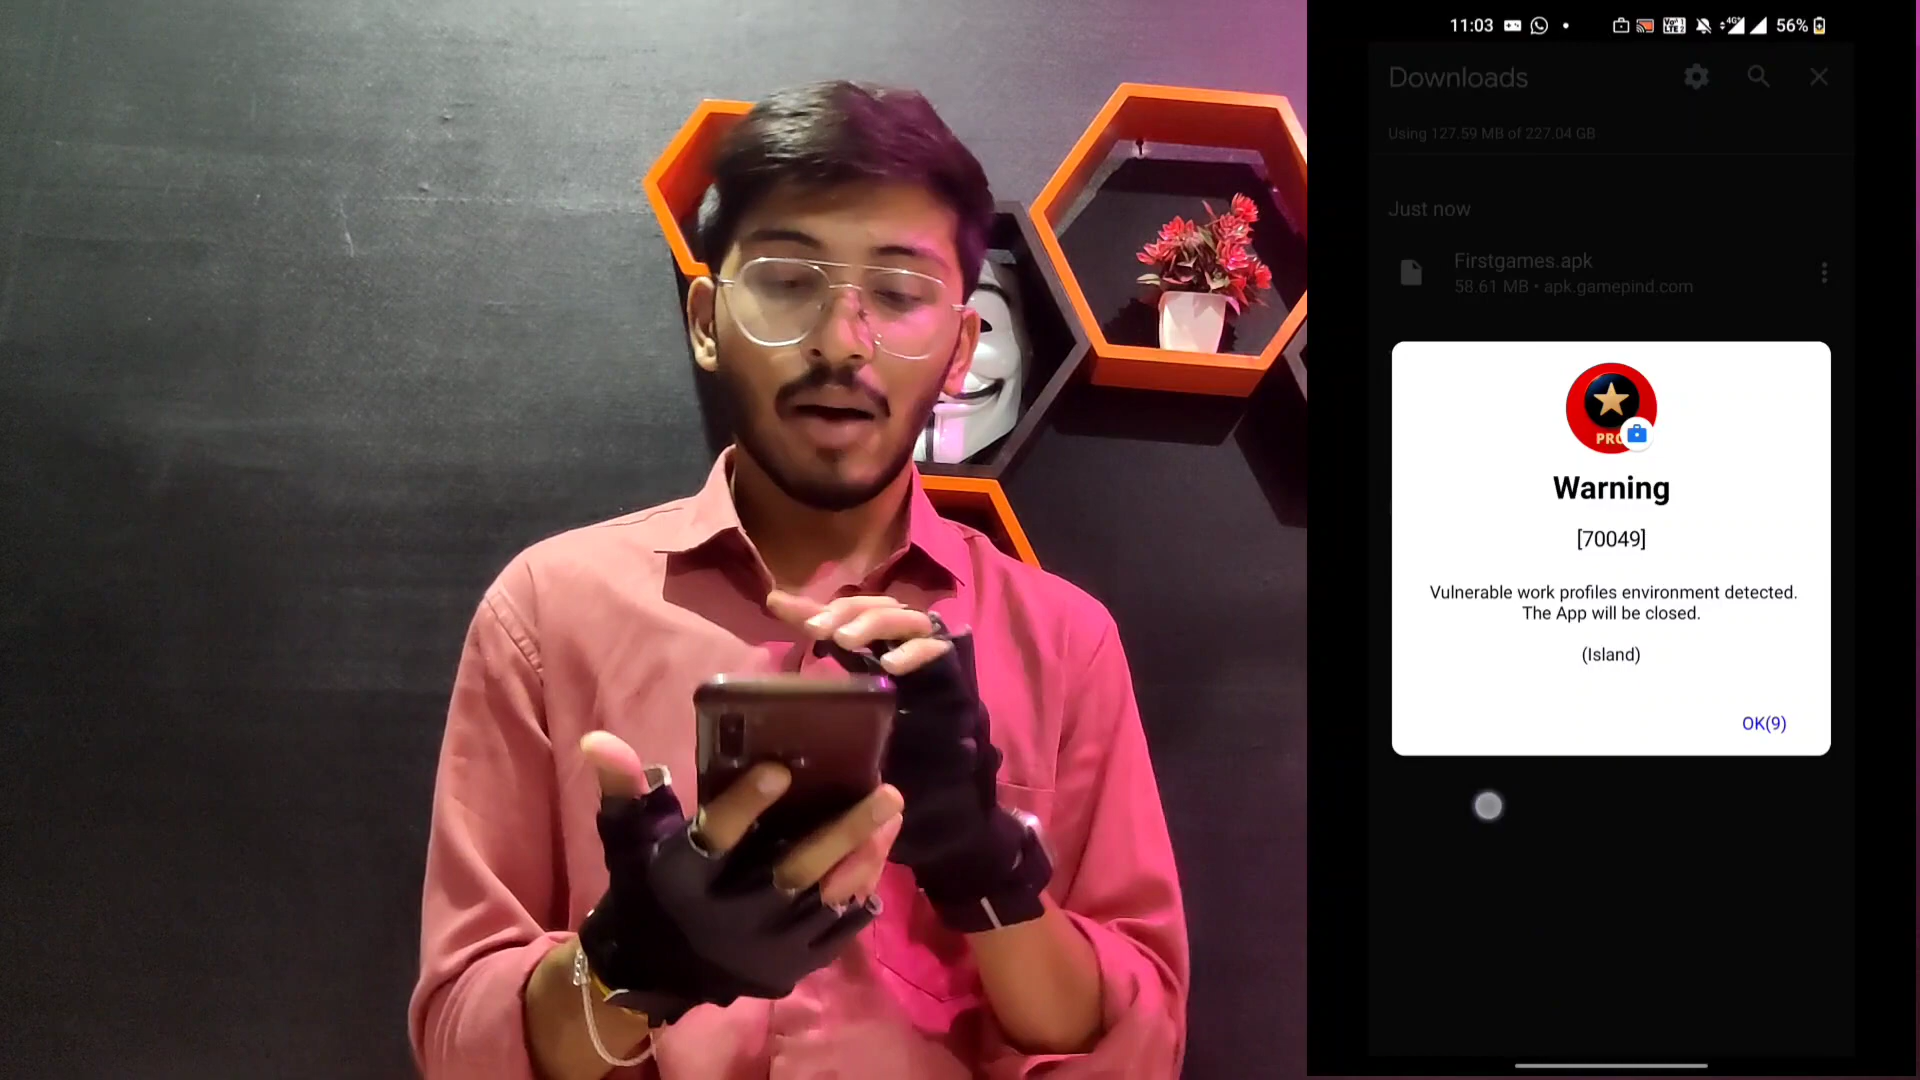 11:03
4G+
56%
Downloads
Using 127.59 MB of 227.04 GB
Just now
Firstgames.apk
58.61 MB • apk.gamepind.com
PRO
Warning
[70049]
Vulnerable work profiles environment detected.
The App will be closed.
(Island)
OK(9)